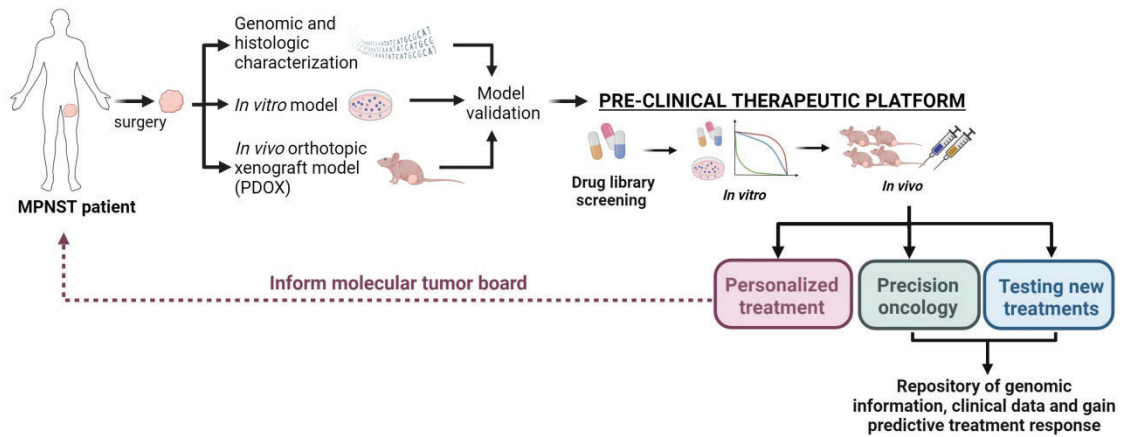 Genomic and
histologic
characterization
surgery
In vitro model
In vivo orthotopic
xenograft model
(PDOX)
MPNST patient
Model
validation
PRE-CLINICAL THERAPEUTIC PLATFORM
Drug library
screening
In vitro
In vivo
Inform molecular tumor board
Personalized
treatment
Precision
oncology
Testing new
treatments
Repository of genomic
information, clinical data and gain
predictive treatment response